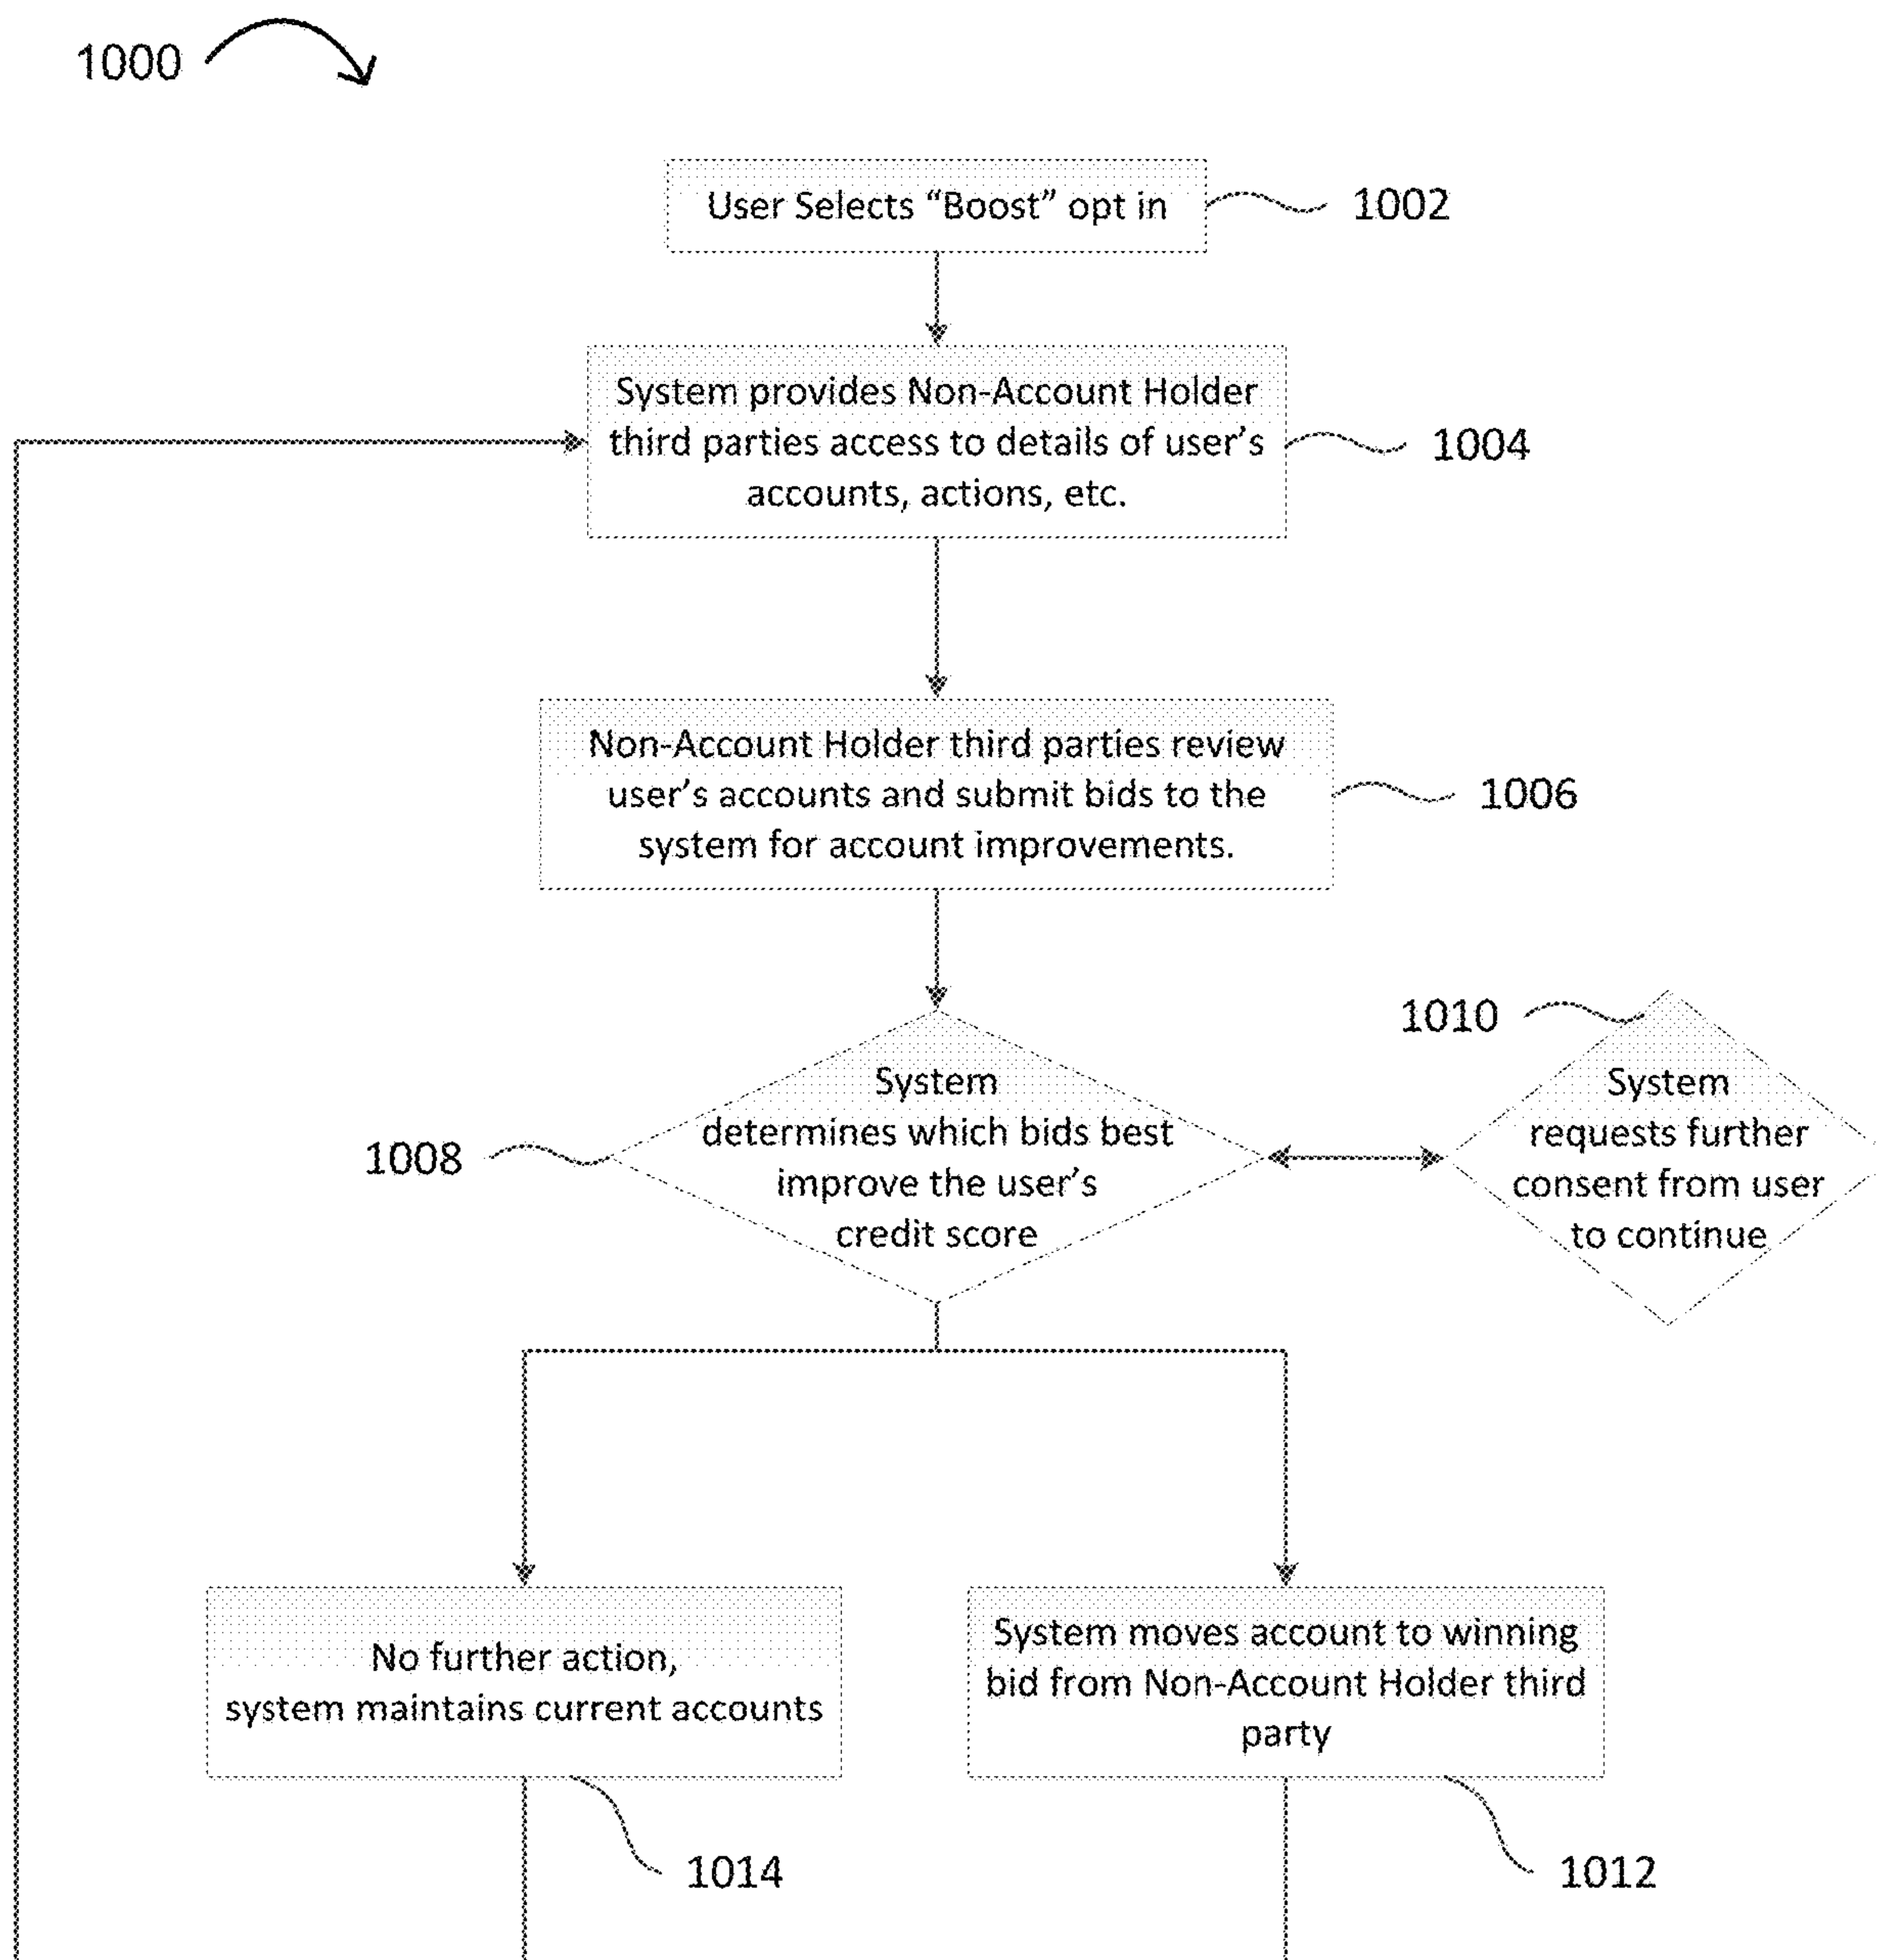 1000
User Selects “Boost” opt in
1002
System provides Non-Account Holder
third parties access to details of user’s
accounts, actions, etc.
1004
Non-Account Holder third parties review
user’s accounts and submit bids to the
system for account improvements.
1006
System
determines which bids best
improve the user’s
credit score
1008
1010
System
requests further
consent from user
to continue
No further action,
system maintains current accounts
1014
System moves account to winning
bid from Non-Account Holder third
party
1012